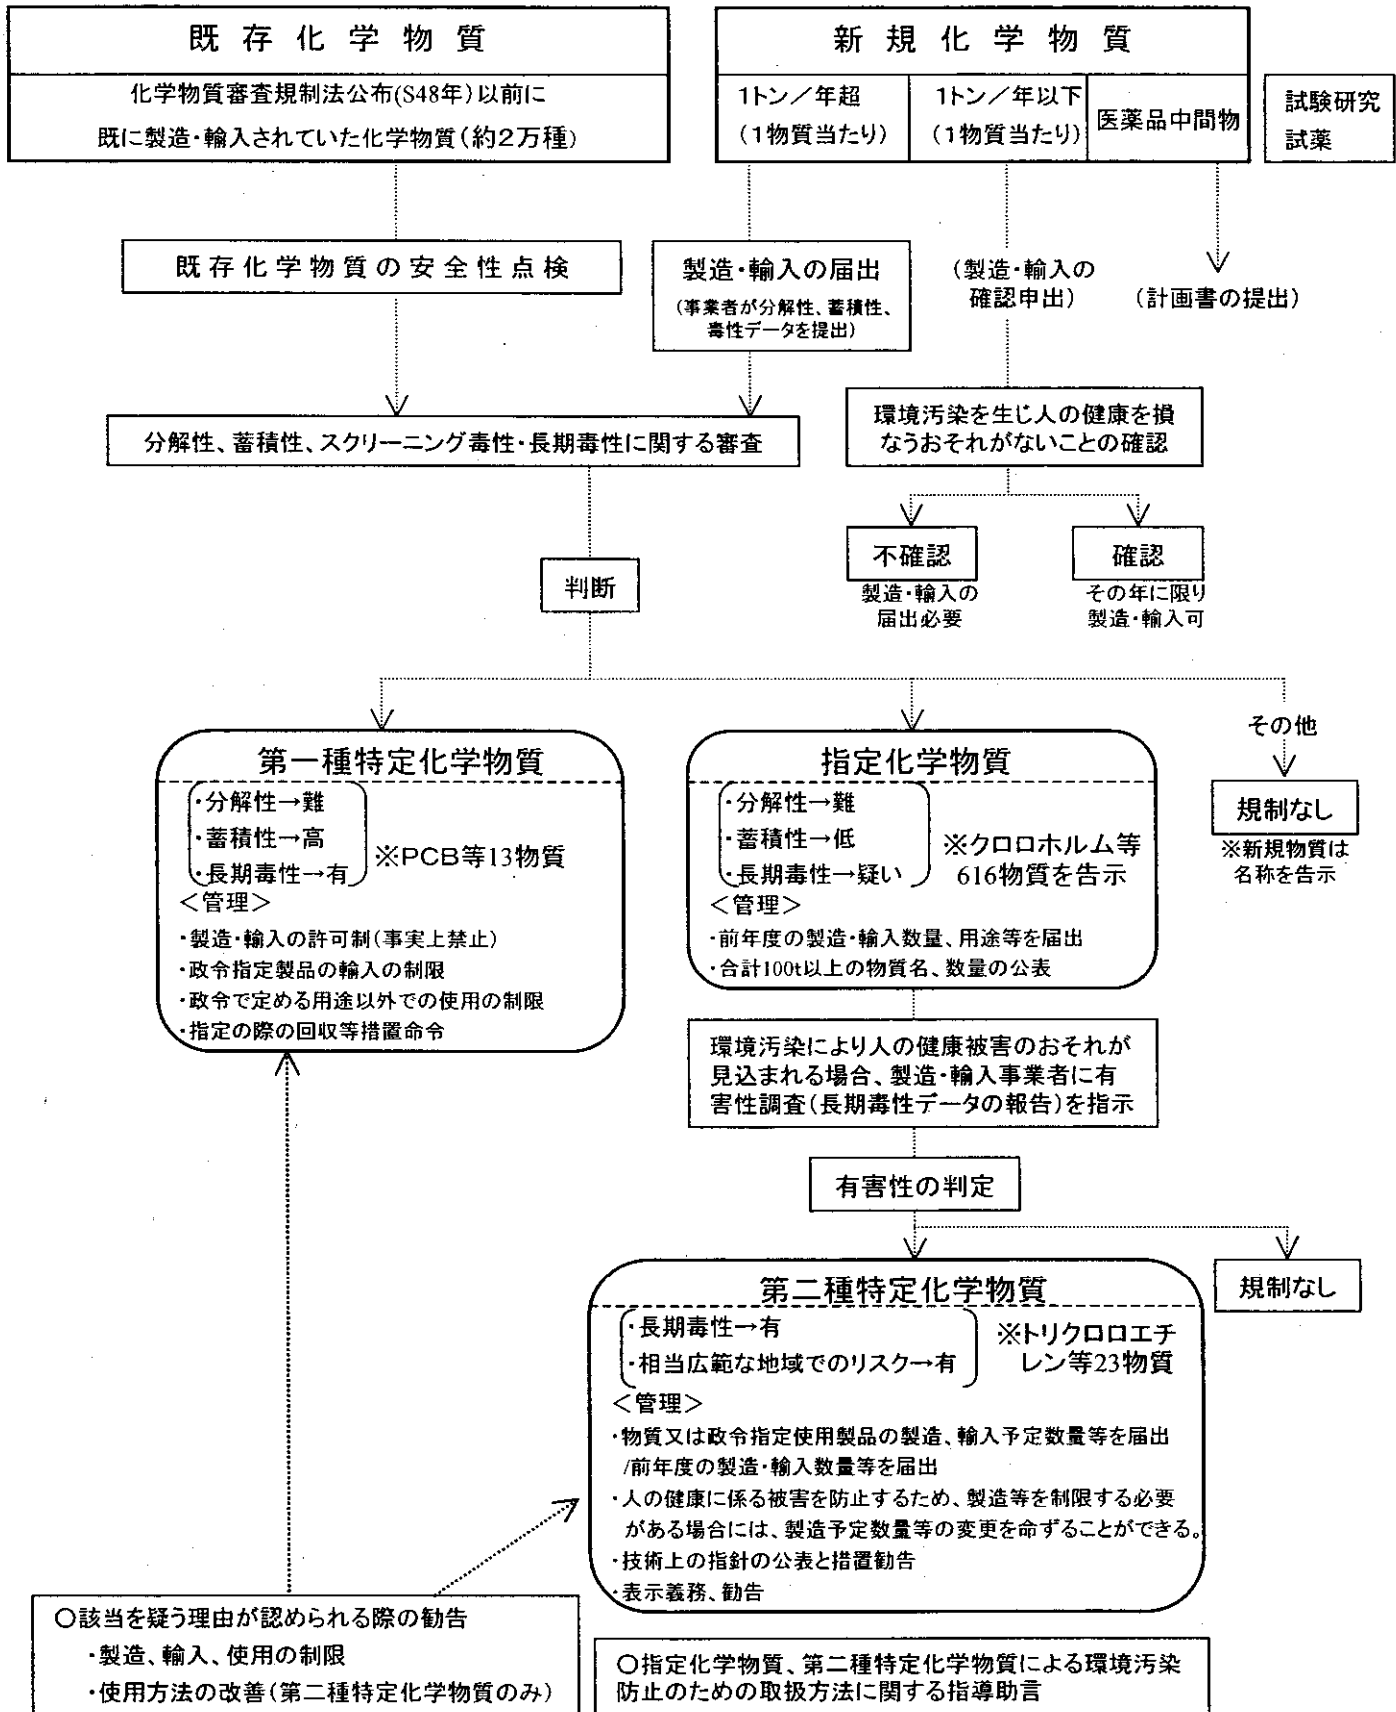 既存化学物質
化学物質審査規制法公布(S48年)以前に
既に製造・輸入されていた化学物質(約2万種)
新規化学物質
1トン/年超
(1物質当たり)
1トン/年以下
(1物質当たり)
医薬品中間物
試験研究
試薬
既存化学物質の安全性点検
製造・輸入の届出
(事業者が分解性、蓄積性、
毒性データを提出)
(製造・輸入の
確認申出)
(計画書の提出)
分解性、蓄積性、スクリーニング毒性・長期毒性に関する審査
環境汚染を生じ人の健康を損
なうおそれがないことの確認
判断
不確認
製造・輸入の
届出必要
確認
その年に限り
製造・輸入可
第一種特定化学物質
・分解性→難
・蓄積性→高
・長期毒性→有
※PCB等13物質
<管理>
・製造・輸入の許可制(事実上禁止)
・政令指定製品の輸入の制限
・政令で定める用途以外での使用の制限
・指定の際の回収等措置命令
指定化学物質
・分解性→難
・蓄積性→低
・長期毒性→疑い
※クロロホルム等
616物質を告示
<管理>
・前年度の製造・輸入数量、用途等を届出
・合計100t以上の物質名、数量の公表
その他
規制なし
※新規物質は
名称を告示
環境汚染により人の健康被害のおそれが
見込まれる場合、製造・輸入事業者に有
害性調査(長期毒性データの報告)を指示
有害性の判定
第二種特定化学物質
・長期毒性→有
・相当広範な地域でのリスク→有
※トリクロロエチ
レン等23物質
<管理>
・物質又は政令指定使用製品の製造、輸入予定数量等を届出
/前年度の製造・輸入数量等を届出
・人の健康に係る被害を防止するため、製造等を制限する必要
がある場合には、製造予定数量等の変更を命ずることができる。
・技術上の指針の公表と措置勧告
・表示義務、勧告
規制なし
○該当を疑う理由が認められる際の勧告
・製造、輸入、使用の制限
・使用方法の改善(第二種特定化学物質のみ)
○指定化学物質、第二種特定化学物質による環境汚染
防止のための取扱方法に関する指導助言